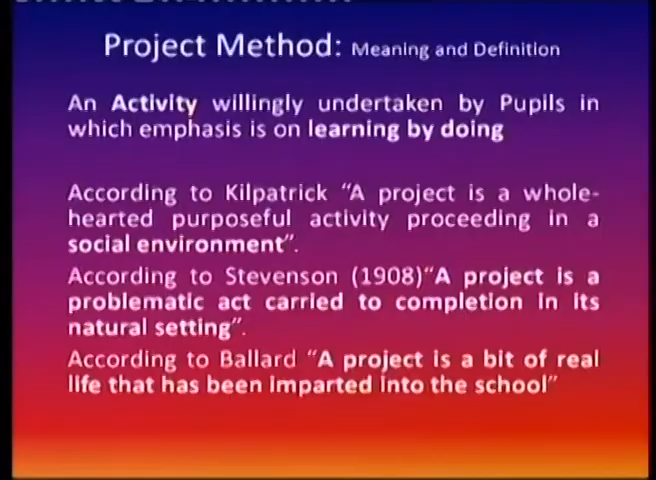 Project Method: Meaning and Definition
An Activity willingly undertaken by Pupils in
which emphasis is on learning by doing
According to Kilpatrick "A project is a whole-
hearted purposeful activity proceeding in a
social environment".
According to Stevenson (1908)"A project is a
problematic act carried to completion in its
natural setting".
According to Ballard "A project is a bit of real
life that has been imparted into the school"